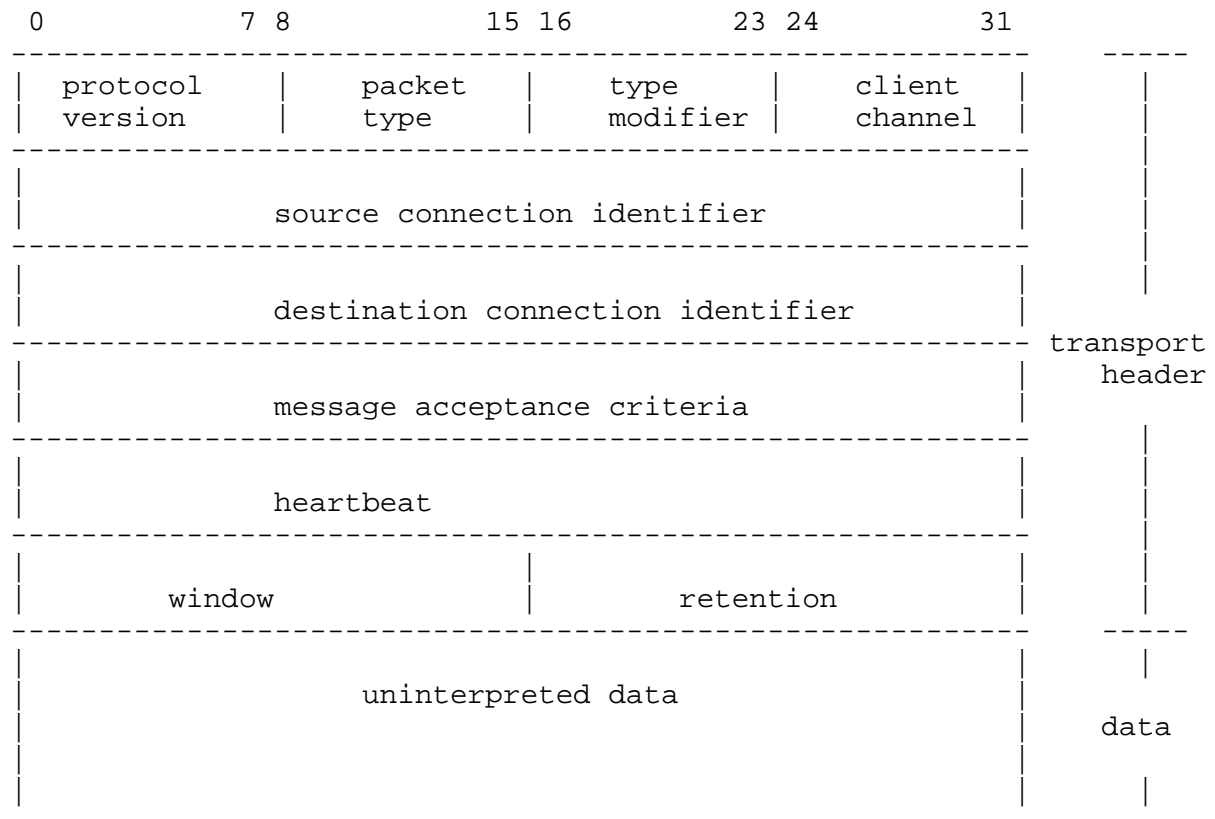 0 7 8 15 16 23 24 31
protocol packet type client
version type modifier channel
source connection identifier
destination connection identifier
transport
header
message acceptance criteria
heartbeat
window retention
uninterpreted data
data